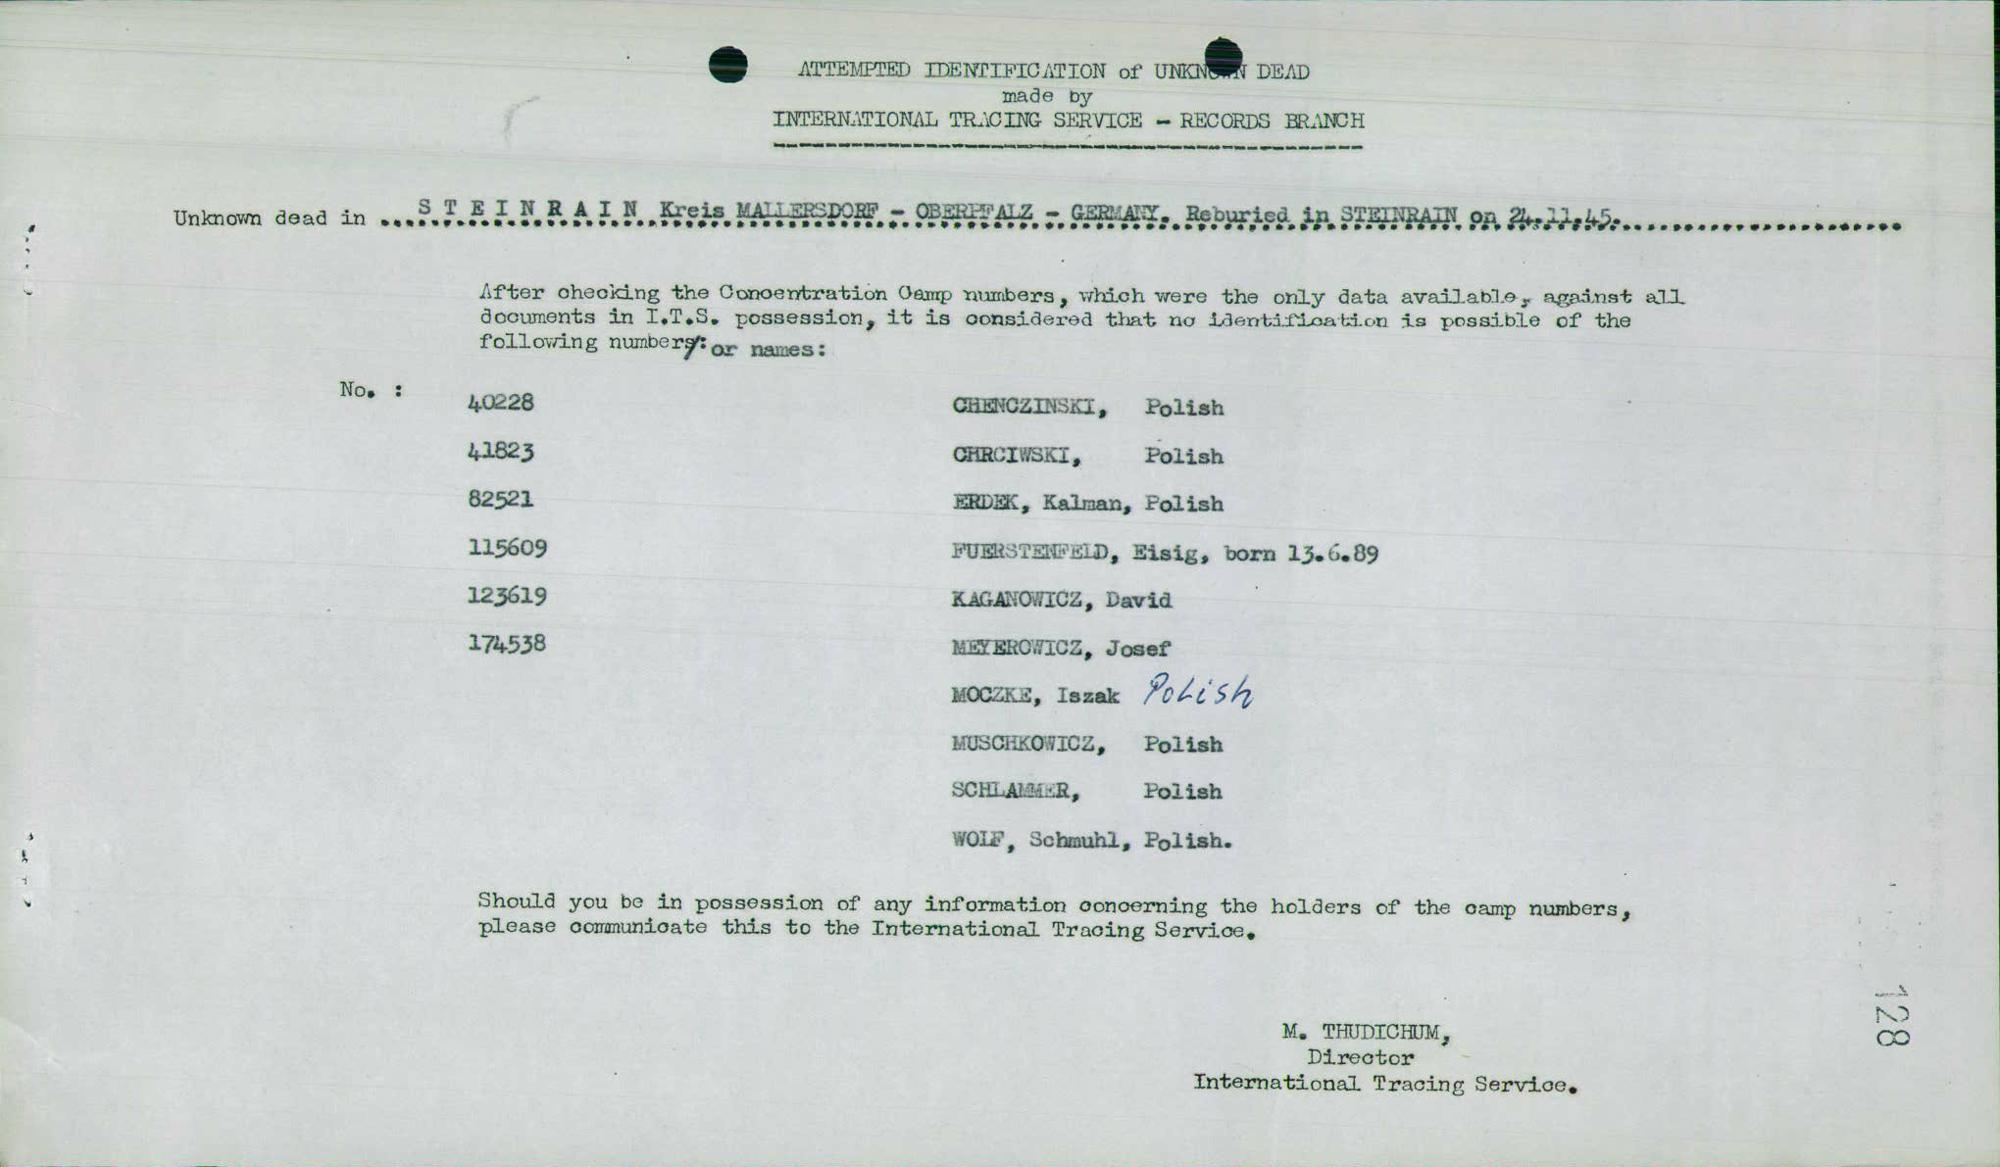 ATTEMPTED IDENTIFICATION of UNKNOWN DEAD
made by
INTERNATIONAL TRACING SERVICE - RECORDS BRANCH
Unknown dead in ....STEINRAIN Kreis MALLERSDORF - OBERPFALZ - GERMANY. Reburied in STEINRAIN on 24.11.45.
After checking the Concentration Camp numbers, which were the only data available, against all
documents in I.T.S. possession, it is considered that no identification is possible of the
following numbers/: or names:
No. :
40228 CHENCZINSKI, Polish
41823 CHRCIWSKI, Polish
82521 ERDEK, Kalman, Polish
115609 FUERSTENFELD, Eisig, born 13.6.89
123619 KAGANOWICZ, David
174538 MEYEROWICZ, Josef
MOCZKE, Iszak Polish
MUSCHKOWICZ, Polish
SCHLAMMER, Polish
WOLF, Schmuhl, Polish.
Should you be in possession of any information concerning the holders of the camp numbers,
please communicate this to the International Tracing Service.
M. THUDICHUM,
Director
International Tracing Service.
128